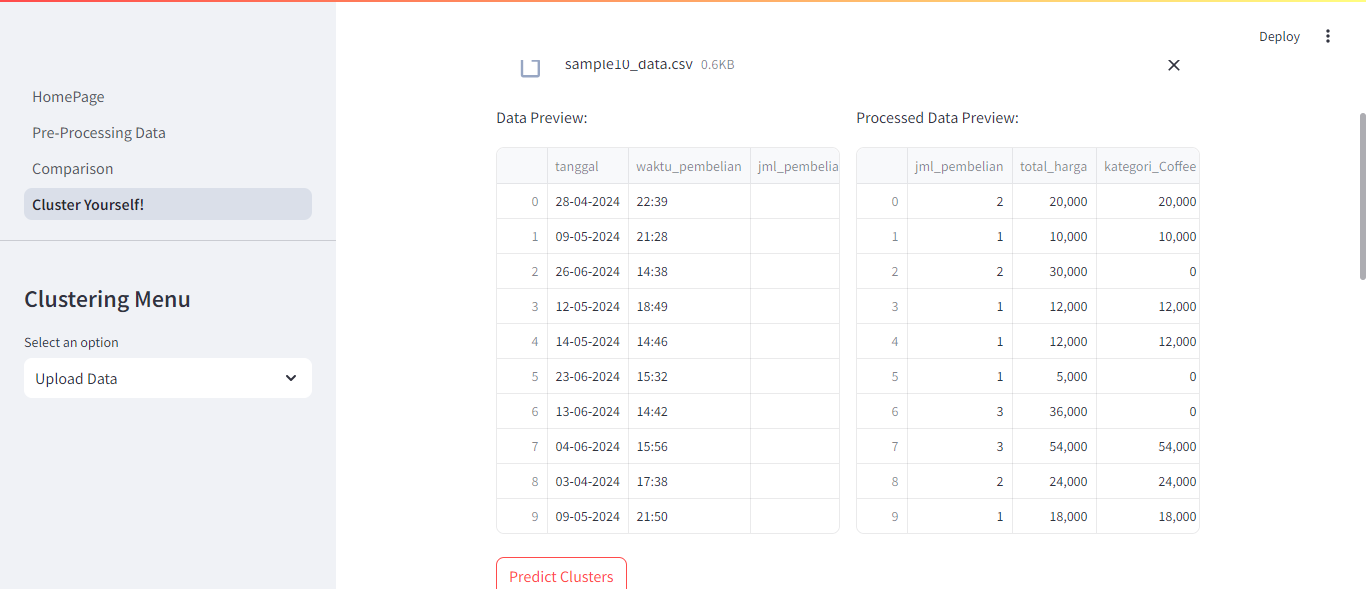 Deploy
HomePage
Pre-Processing Data
Comparison
Cluster Yourself!
Clustering Menu
Select an option
Upload Data
sample10_data.csv 0.6KB
Data Preview:
tanggal waktu_pembelian jml_pembelia
0 28-04-2024 22:39
1 09-05-2024 21:28
2 26-06-2024 14:38
3 12-05-2024 18:49
4 14-05-2024 14:46
5 23-06-2024 15:32
6 13-06-2024 14:42
7 04-06-2024 15:56
8 03-04-2024 17:38
9 09-05-2024 21:50
Processed Data Preview:
jml_pembelian total_harga kategori_Coffee
0 2 20,000 20,000
1 1 10,000 10,000
2 2 30,000 0
3 1 12,000 12,000
4 1 12,000 12,000
5 1 5,000 0
6 3 36,000 0
7 3 54,000 54,000
8 2 24,000 24,000
9 1 18,000 18,000
Predict Clusters